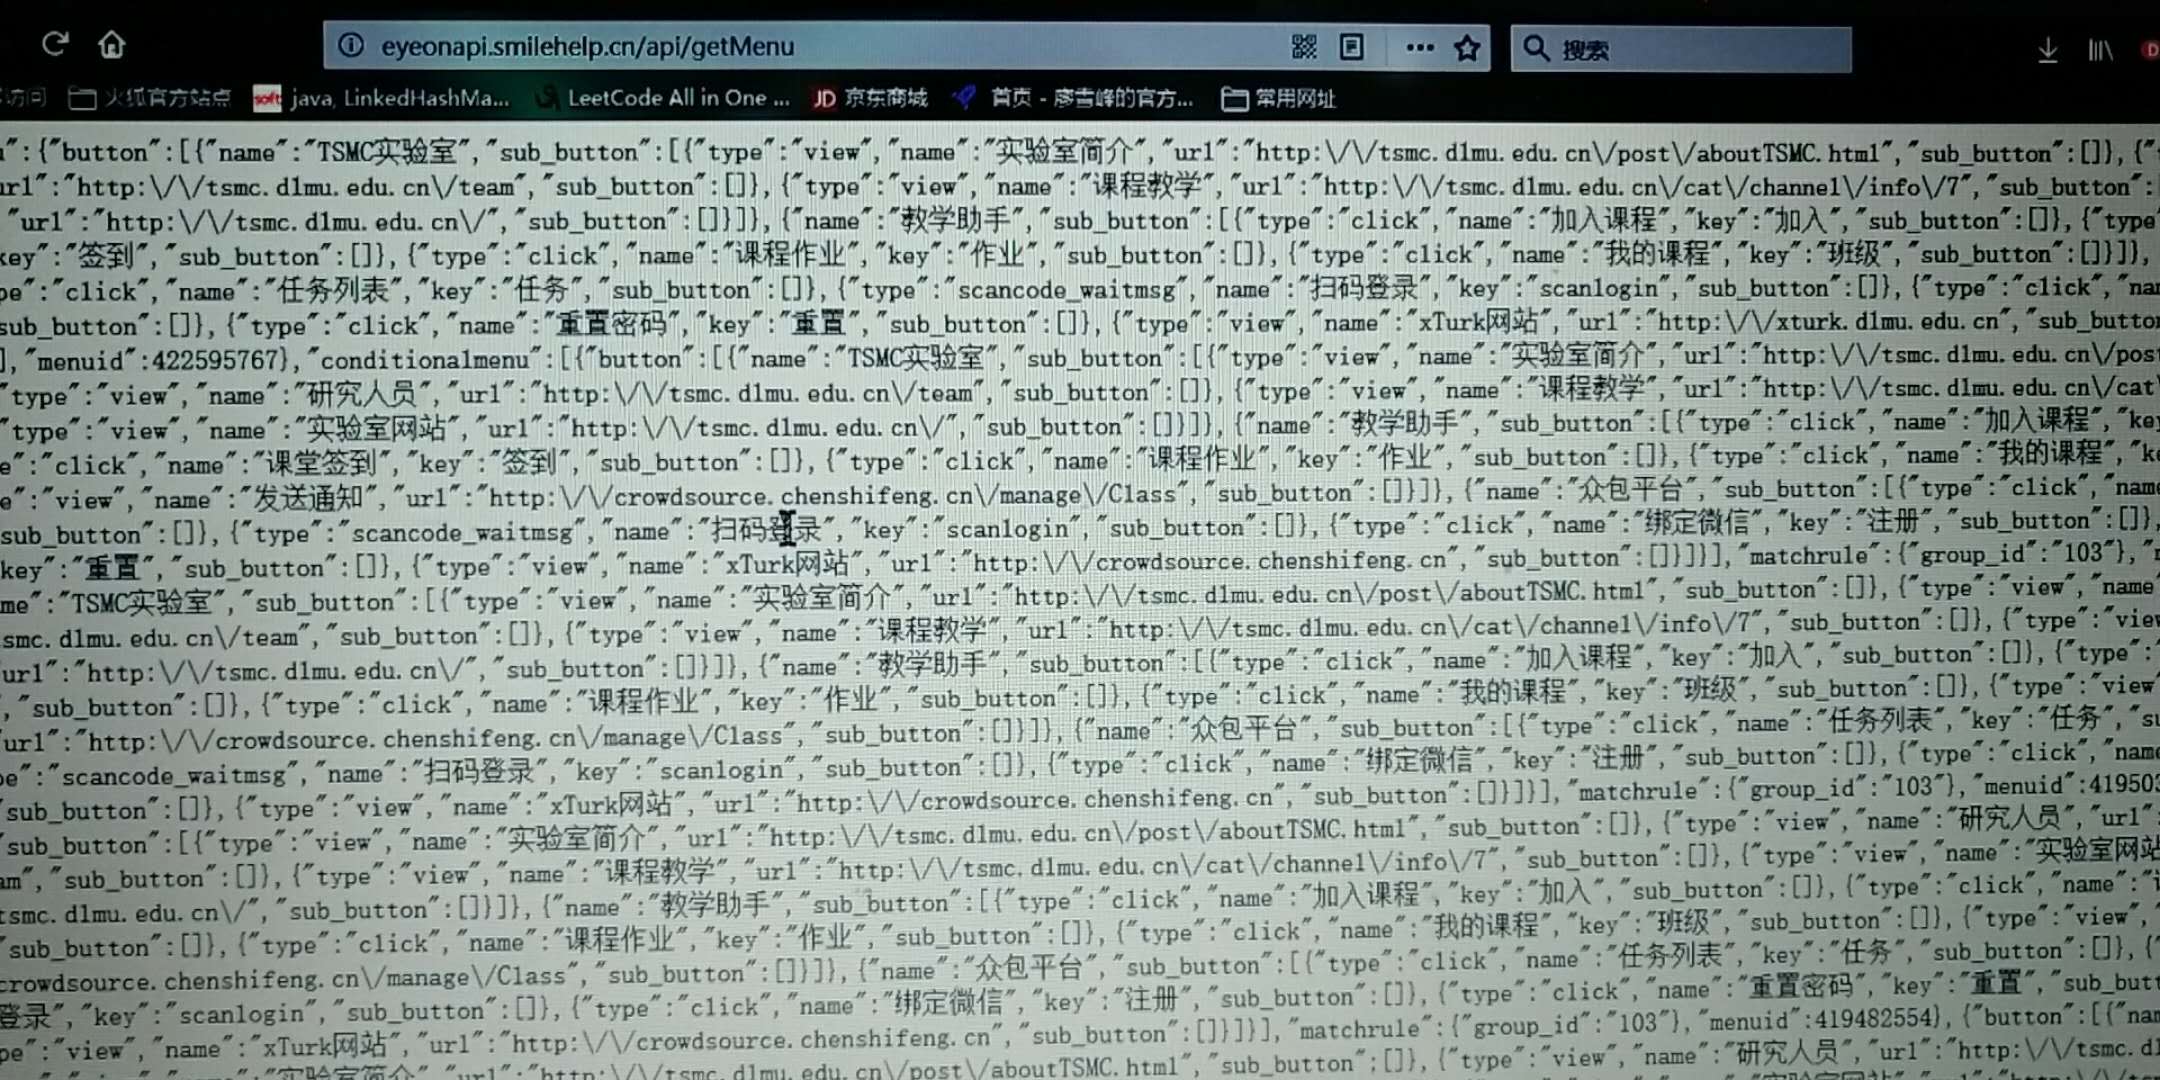 eyeonapi.smilehelp.cn/api/getMenu
搜索
访问 火狐官方站点 soft java, LinkedHashMa... LeetCode All in One ... JD 京东商城 首页 - 廖雪峰的官方... 常用网址
":{"button":[{"name":"TSMC实验室","sub_button":[{"type":"view","name":"实验室简介","url":"http:\/\/tsmc.dlmu.edu.cn\/post\/aboutTSMC.html","sub_button":[]},{"
url":"http:\/\/tsmc.dlmu.edu.cn\/team","sub_button":[]},{"type":"view","name":"课程教学","url":"http:\/\/tsmc.dlmu.edu.cn\/cat\/channel\/info\/7","sub_button":
"url":"http:\/\/tsmc.dlmu.edu.cn\/","sub_button":[]}]},{"name":"教学助手","sub_button":[{"type":"click","name":"加入课程","key":"加入","sub_button":[]},{"type
key":"签到","sub_button":[]},{"type":"click","name":"课程作业","key":"作业","sub_button":[]},{"type":"click","name":"我的课程","key":"班级","sub_button":[]}]},
pe":"click","name":"任务列表","key":"任务","sub_button":[]},{"type":"scancode_waitmsg","name":"扫码登录","key":"scanlogin","sub_button":[]},{"type":"click","na
sub_button":[]},{"type":"click","name":"重置密码","key":"重置","sub_button":[]},{"type":"view","name":"xTurk网站","url":"http:\/\/xturk.dlmu.edu.cn","sub_butto
],"menuid":422595767},"conditionalmenu":[{"button":[{"name":"TSMC实验室","sub_button":[{"type":"view","name":"实验室简介","url":"http:\/\/tsmc.dlmu.edu.cn\/pos
"type":"view","name":"研究人员","url":"http:\/\/tsmc.dlmu.edu.cn\/team","sub_button":[]},{"type":"view","name":"课程教学","url":"http:\/\/tsmc.dlmu.edu.cn\/cat
"type":"view","name":"实验室网站","url":"http:\/\/tsmc.dlmu.edu.cn\/","sub_button":[]}]},{"name":"教学助手","sub_button":[{"type":"click","name":"加入课程","ke
e":"click","name":"课堂签到","key":"签到","sub_button":[]},{"type":"click","name":"课程作业","key":"作业","sub_button":[]},{"type":"click","name":"我的课程","k
e":"view","name":"发送通知","url":"http:\/\/crowdsource.chenshifeng.cn\/manage\/Class","sub_button":[]}]},{"name":"众包平台","sub_button":[{"type":"click","name
sub_button":[]},{"type":"scancode_waitmsg","name":"扫码登录","key":"scanlogin","sub_button":[]},{"type":"click","name":"绑定微信","key":"注册","sub_button":[]},
key":"重置","sub_button":[]},{"type":"view","name":"xTurk网站","url":"http:\/\/crowdsource.chenshifeng.cn","sub_button":[]}]}],"matchrule":{"group_id":"103"},"
me":"TSMC实验室","sub_button":[{"type":"view","name":"实验室简介","url":"http:\/\/tsmc.dlmu.edu.cn\/post\/aboutTSMC.html","sub_button":[]},{"type":"view","name"
smc.dlmu.edu.cn\/team","sub_button":[]},{"type":"view","name":"课程教学","url":"http:\/\/tsmc.dlmu.edu.cn\/cat\/channel\/info\/7","sub_button":[]},{"type":"view
url":"http:\/\/tsmc.dlmu.edu.cn\/","sub_button":[]}]},{"name":"教学助手","sub_button":[{"type":"click","name":"加入课程","key":"加入","sub_button":[]},{"type":"
,"sub_button":[]},{"type":"click","name":"课程作业","key":"作业","sub_button":[]},{"type":"click","name":"我的课程","key":"班级","sub_button":[]},{"type":"view"
url":"http:\/\/crowdsource.chenshifeng.cn\/manage\/Class","sub_button":[]}]},{"name":"众包平台","sub_button":[{"type":"click","name":"任务列表","key":"任务","su
pe":"scancode_waitmsg","name":"扫码登录","key":"scanlogin","sub_button":[]},{"type":"click","name":"绑定微信","key":"注册","sub_button":[]},{"type":"click","name
"sub_button":[]},{"type":"view","name":"xTurk网站","url":"http:\/\/crowdsource.chenshifeng.cn","sub_button":[]}]}],"matchrule":{"group_id":"103"},"menuid":419503
"sub_button":[{"type":"view","name":"实验室简介","url":"http:\/\/tsmc.dlmu.edu.cn\/post\/aboutTSMC.html","sub_button":[]},{"type":"view","name":"研究人员","url":
am","sub_button":[]},{"type":"view","name":"课程教学","url":"http:\/\/tsmc.dlmu.edu.cn\/cat\/channel\/info\/7","sub_button":[]},{"type":"view","name":"实验室网站
tsmc.dlmu.edu.cn\/","sub_button":[]}]},{"name":"教学助手","sub_button":[{"type":"click","name":"加入课程","key":"加入","sub_button":[]},{"type":"click","name":"
"sub_button":[]},{"type":"click","name":"课程作业","key":"作业","sub_button":[]},{"type":"click","name":"我的课程","key":"班级","sub_button":[]},{"type":"view",
crowdsource.chenshifeng.cn\/manage\/Class","sub_button":[]}]},{"name":"众包平台","sub_button":[{"type":"click","name":"任务列表","key":"任务","sub_button":[]},{"
登录","key":"scanlogin","sub_button":[]},{"type":"click","name":"绑定微信","key":"注册","sub_button":[]},{"type":"click","name":"重置密码","key":"重置","sub_butt
pe":"view","name":"xTurk网站","url":"http:\/\/crowdsource.chenshifeng.cn","sub_button":[]}]}],"matchrule":{"group_id":"103"},"menuid":419482554},{"button":[{"nam
"实验室简介","url":"http:\/\/tsmc.dlmu.edu.cn\/post\/aboutTSMC.html","sub_button":[]},{"type":"view","name":"研究人员","url":"http:\/\/tsmc.dl